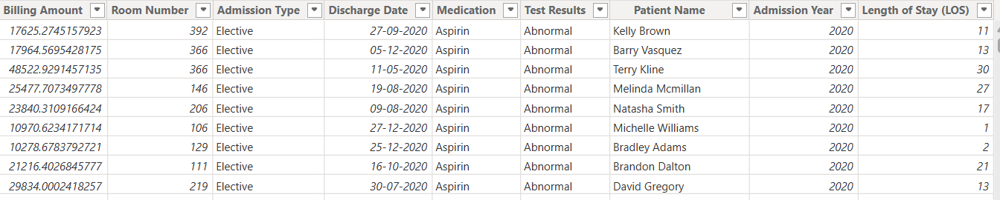 Billing Amount Room Number Admission Type Discharge Date Medication Test Results Patient Name Admission Year Length of Stay (LOS)
17625.2745157923 392 Elective 27-09-2020 Aspirin Abnormal Kelly Brown 2020 11
17964.5695428175 366 Elective 05-12-2020 Aspirin Abnormal Barry Vasquez 2020 13
48522.9291457135 366 Elective 11-05-2020 Aspirin Abnormal Terry Kline 2020 30
25477.7073497778 146 Elective 19-08-2020 Aspirin Abnormal Melinda Mcmillan 2020 27
23840.3109166424 206 Elective 09-08-2020 Aspirin Abnormal Natasha Smith 2020 17
10970.6234171714 106 Elective 27-12-2020 Aspirin Abnormal Michelle Williams 2020 1
10278.6783792721 129 Elective 25-12-2020 Aspirin Abnormal Bradley Adams 2020 2
21216.4026845777 111 Elective 16-10-2020 Aspirin Abnormal Brandon Dalton 2020 21
29834.0002418257 219 Elective 30-07-2020 Aspirin Abnormal David Gregory 2020 13